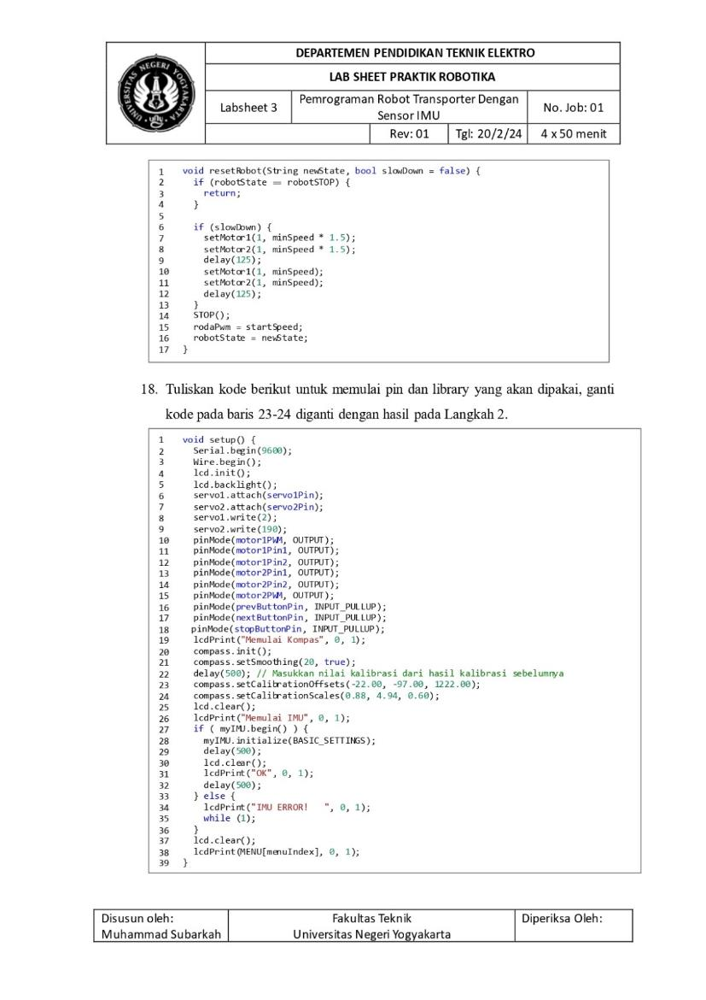 UNIVERSITAS NEGERI YOGYAKARTA
DEPARTEMEN PENDIDIKAN TEKNIK ELEKTRO
LAB SHEET PRAKTIK ROBOTIKA
Labsheet 3
Pemrograman Robot Transporter Dengan
Sensor IMU
No. Job: 01
Rev: 01
Tgl: 20/2/24
4 x 50 menit
1 void resetRobot(String newState, bool slowDown = false) {
2 if (robotState == robotSTOP) {
3 return;
4 }
5
6 if (slowDown) {
7 setMotor1(1, minSpeed * 1.5);
8 setMotor2(1, minSpeed * 1.5);
9 delay(125);
10 setMotor1(1, minSpeed);
11 setMotor2(1, minSpeed);
12 delay(125);
13 }
14 STOP();
15 rodaPwm = startSpeed;
16 robotState = newState;
17 }
18. Tuliskan kode berikut untuk memulai pin dan library yang akan dipakai, ganti
kode pada baris 23-24 diganti dengan hasil pada Langkah 2.
1 void setup() {
2 Serial.begin(9600);
3 Wire.begin();
4 lcd.init();
5 lcd.backlight();
6 servo1.attach(servo1Pin);
7 servo2.attach(servo2Pin);
8 servo1.write(2);
9 servo2.write(190);
10 pinMode(motor1PWM, OUTPUT);
11 pinMode(motor1Pin1, OUTPUT);
12 pinMode(motor1Pin2, OUTPUT);
13 pinMode(motor2Pin1, OUTPUT);
14 pinMode(motor2Pin2, OUTPUT);
15 pinMode(motor2PWM, OUTPUT);
16 pinMode(prevButtonPin, INPUT_PULLUP);
17 pinMode(nextButtonPin, INPUT_PULLUP);
18 pinMode(stopButtonPin, INPUT_PULLUP);
19 lcdPrint("Memulai Kompas", 0, 1);
20 compass.init();
21 compass.setSmoothing(20, true);
22 delay(500); // Masukkan nilai kalibrasi dari hasil kalibrasi sebelumnya
23 compass.setCalibrationOffsets(-22.00, -97.00, 1222.00);
24 compass.setCalibrationScales(0.88, 4.94, 0.60);
25 lcd.clear();
26 lcdPrint("Memulai IMU", 0, 1);
27 if ( myIMU.begin() ) {
28 myIMU.initialize(BASIC_SETTINGS);
29 delay(500);
30 lcd.clear();
31 lcdPrint("OK", 0, 1);
32 delay(500);
33 } else {
34 lcdPrint("IMU ERROR!   ", 0, 1);
35 while (1);
36 }
37 lcd.clear();
38 lcdPrint(MENU[menuIndex], 0, 1);
39 }
Disusun oleh:
Muhammad Subarkah
Fakultas Teknik
Universitas Negeri Yogyakarta
Diperiksa Oleh: